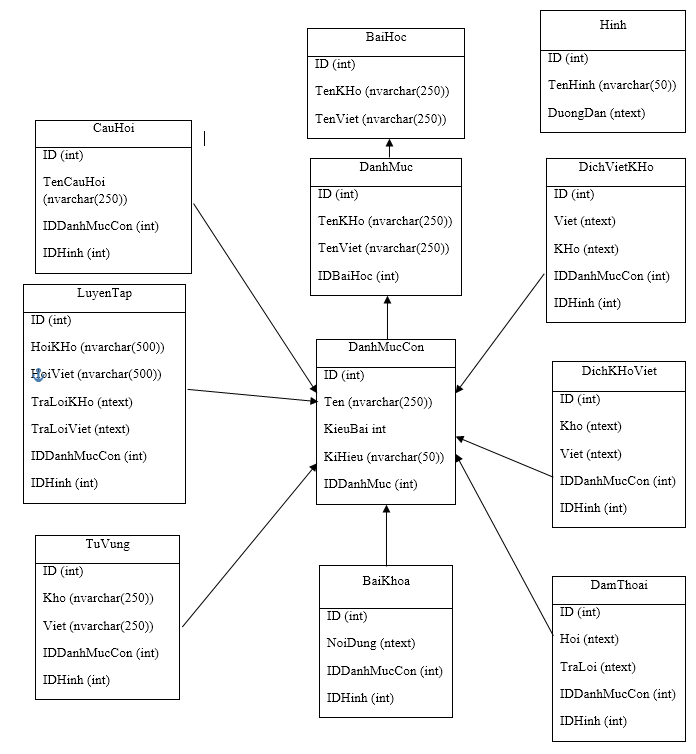 BaiHoc
ID (int)
TenKHo (nvarchar(250))
TenViet (nvarchar(250))
Hinh
ID (int)
TenHinh (nvarchar(50))
DuongDan (ntext)
CauHoi
ID (int)
TenCauHoi
(nvarchar(250))
IDDanhMucCon (int)
IDHinh (int)
DanhMuc
ID (int)
TenKHo (nvarchar(250))
TenViet (nvarchar(250))
IDBaiHoc (int)
DichVietKHo
ID (int)
Viet (ntext)
KHo (ntext)
IDDanhMucCon (int)
IDHinh (int)
LuyenTap
ID (int)
HoiKHo (nvarchar(500))
HoiViet (nvarchar(500))
TraLoiKHo (ntext)
TraLoiViet (ntext)
IDDanhMucCon (int)
IDHinh (int)
DanhMucCon
ID (int)
Ten (nvarchar(250))
KieuBai int
KiHieu (nvarchar(50))
IDDanhMuc (int)
DichKHoViet
ID (int)
Kho (ntext)
Viet (ntext)
IDDanhMucCon (int)
IDHinh (int)
TuVung
ID (int)
Kho (nvarchar(250))
Viet (nvarchar(250))
IDDanhMucCon (int)
IDHinh (int)
BaiKhoa
ID (int)
NoiDung (ntext)
IDDanhMucCon (int)
IDHinh (int)
DamThoai
ID (int)
Hoi (ntext)
TraLoi (ntext)
IDDanhMucCon (int)
IDHinh (int)